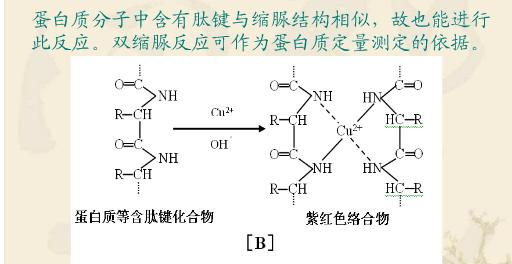 蛋白质分子中含有肽键与缩脲结构相似，故也能进行
此反应。双缩脲反应可作为蛋白质定量测定的依据。
O=C
NH
R—CH
O=C
NH
R—CH
Cu²⁺
OH⁻
O=C
NH
R—CH
O=C
NH
R—CH
Cu²⁺
C=O
HN
HC—R
C=O
HN
HC—R
蛋白质等含肽键化合物
紫红色络合物
［B］